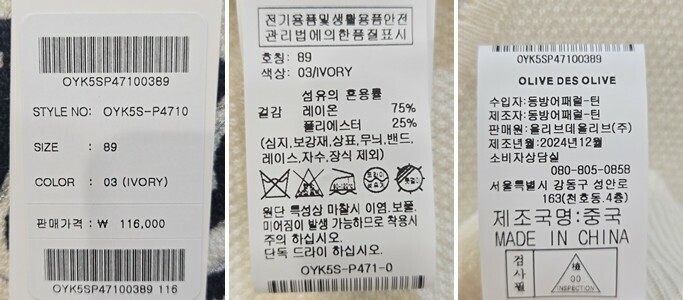 OYK5SP47100389
STYLE NO: OYK5S-P4710
SIZE : 89
COLOR : 03 (IVORY)
판매가격 : ₩ 116,000
OYK5SP47100389 116
전기용품및생활용품안전
관리법에의한품질표시
호칭: 89
색상: 03/IVORY
섬유의 혼용률
겉감 레이온 75%
폴리에스터 25%
(심지,보강재,상표,무늬,밴드,
레이스,자수,장식 제외)
원단 특성상 마찰시 이염,보풀,
미어짐이 발생 가능하므로 착용시
주의 하십시오.
단독 드라이 하십시오.
OYK5S-P471-0
OYK5SP47100389
OLIVE DES OLIVE
수입자:동방어패럴-틴
제조자:동방어패럴-틴
판매원:올리브데올리브(주)
제조년월:2024년12월
소비자상담실
080-805-0858
서울특별시 강동구 성안로
163(천호동.4층)
제조국명:중국
MADE IN CHINA
검사필
00
INSPECTION